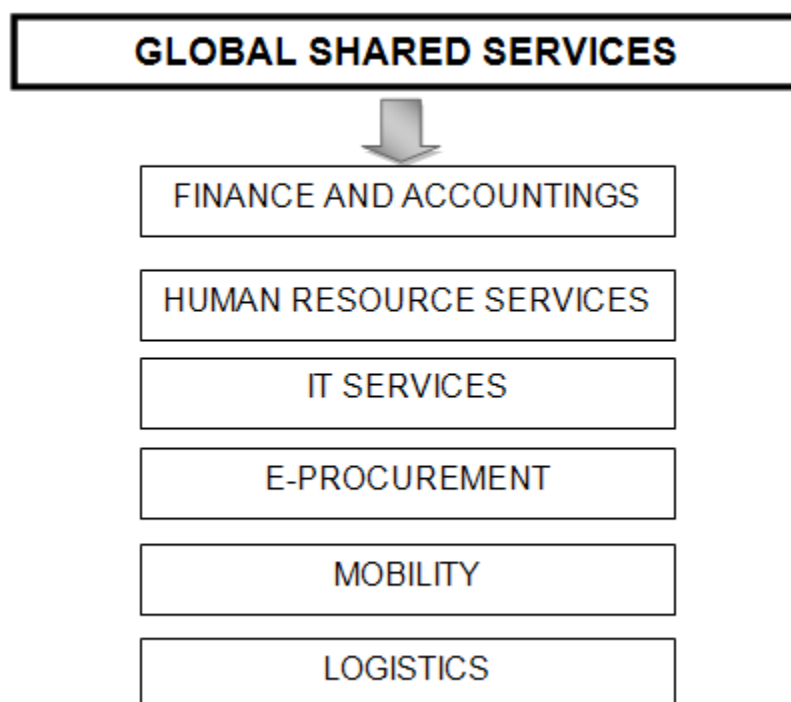 GLOBAL SHARED SERVICES
FINANCE AND ACCOUNTINGS
HUMAN RESOURCE SERVICES
IT SERVICES
E-PROCUREMENT
MOBILITY
LOGISTICS